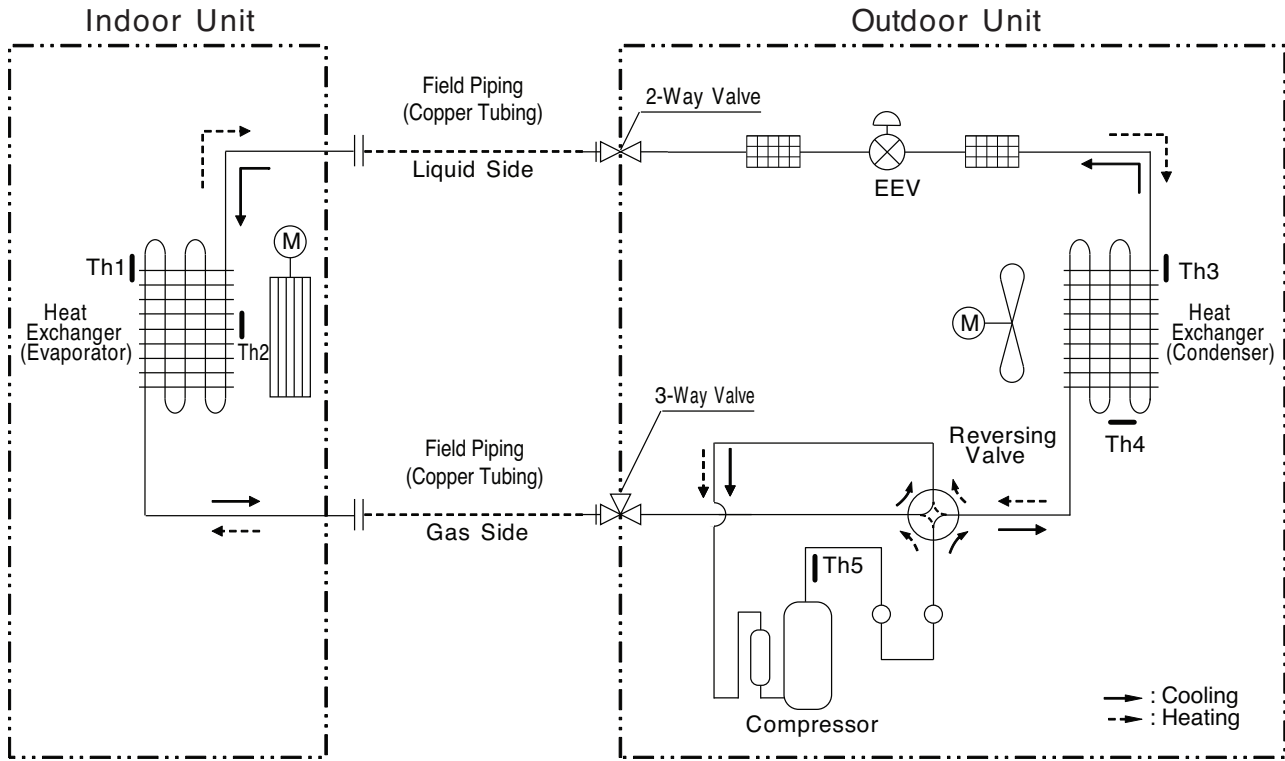 Indoor Unit
Outdoor Unit
Field Piping
(Copper Tubing)
Liquid Side
2-Way Valve
EEV
M
Th1
Heat
Exchanger
(Evaporator)
Th2
M
Th3
Heat
Exchanger
(Condenser)
Th4
3-Way Valve
Reversing
Valve
Field Piping
(Copper Tubing)
Gas Side
Th5
Compressor
: Cooling
: Heating